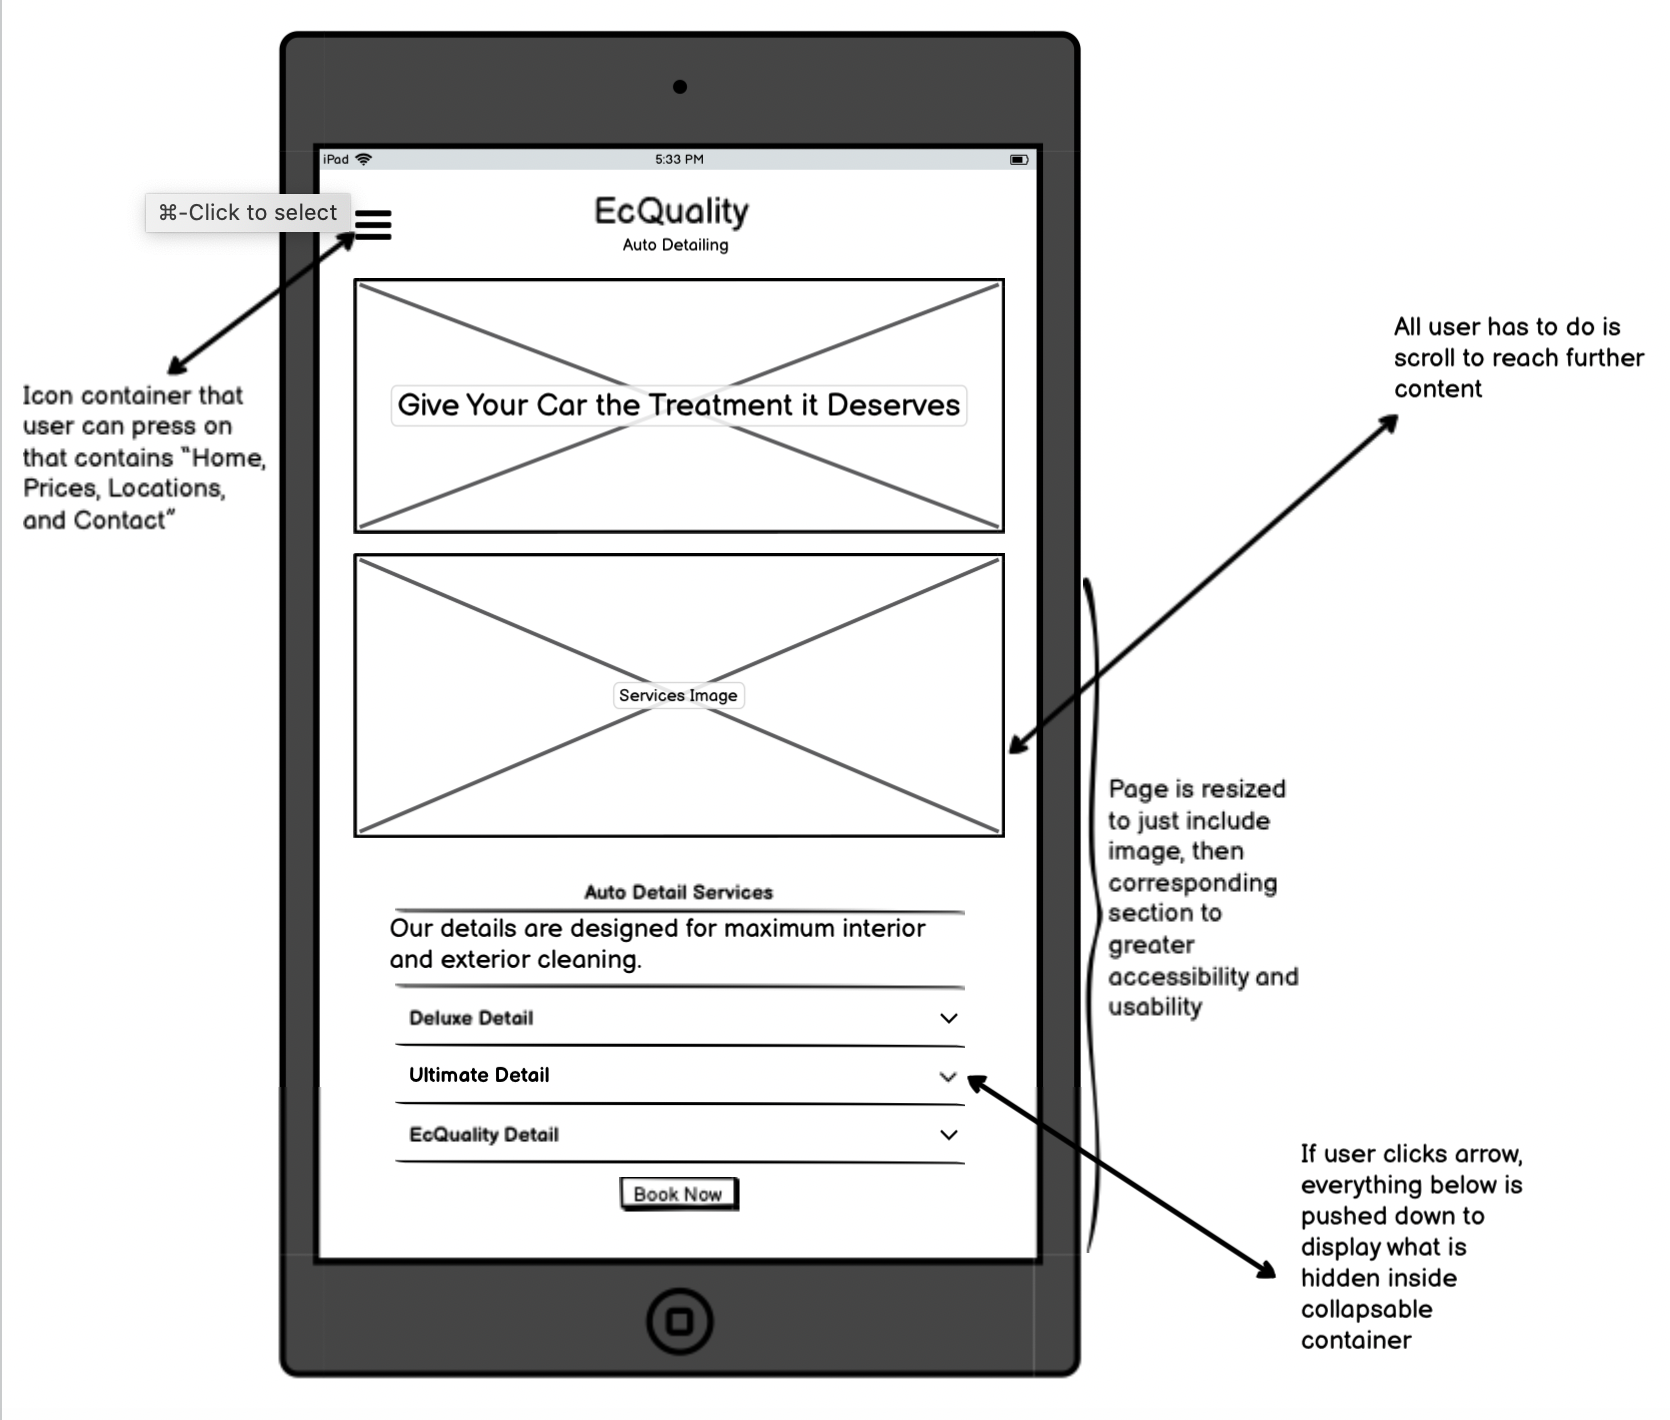 iPad
5:33 PM
⌘-Click to select
EcQuality
Auto Detailing
Give Your Car the Treatment it Deserves
Icon container that
user can press on
that contains "Home,
Prices, Locations,
and Contact"
All user has to do is
scroll to reach further
content
Services Image
Page is resized
to just include
image, then
corresponding
section to
greater
accessibility and
usability
Auto Detail Services
Our details are designed for maximum interior
and exterior cleaning.
Deluxe Detail
Ultimate Detail
EcQuality Detail
Book Now
If user clicks arrow,
everything below is
pushed down to
display what is
hidden inside
collapsable
container